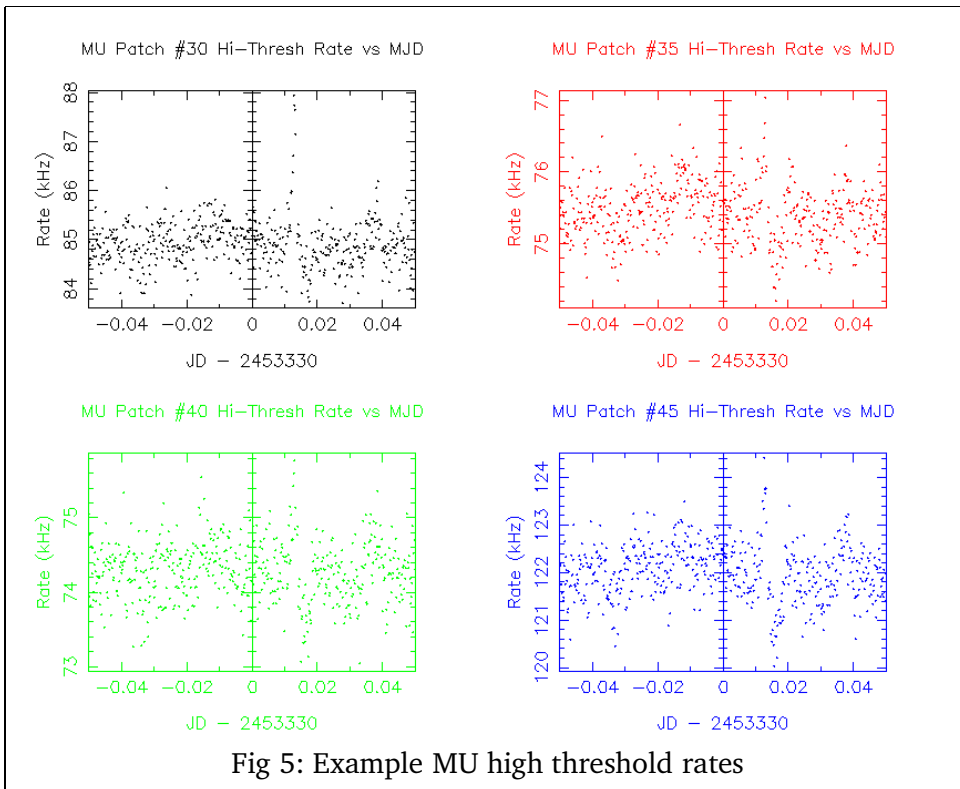 MU Patch #30 Hi-Thresh Rate vs MJD
Rate (kHz)
88
87
86
85
84
-0.04 -0.02 0 0.02 0.04
JD - 2453330
MU Patch #35 Hi-Thresh Rate vs MJD
Rate (kHz)
77
76
75
-0.04 -0.02 0 0.02 0.04
JD - 2453330
MU Patch #40 Hi-Thresh Rate vs MJD
Rate (kHz)
75
74
73
-0.04 -0.02 0 0.02 0.04
JD - 2453330
MU Patch #45 Hi-Thresh Rate vs MJD
Rate (kHz)
124
123
122
121
120
-0.04 -0.02 0 0.02 0.04
JD - 2453330
Fig 5: Example MU high threshold rates